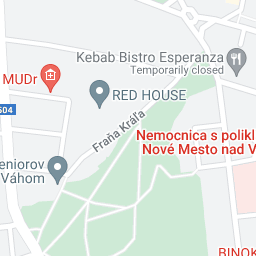 Kebab Bistro Esperanza
Temporarily closed
MUDr
RED HOUSE
504
Fraňa Kráľa
Nemocnica s polikl
Nové Mesto nad V
eniorov
Váhom
BINOK